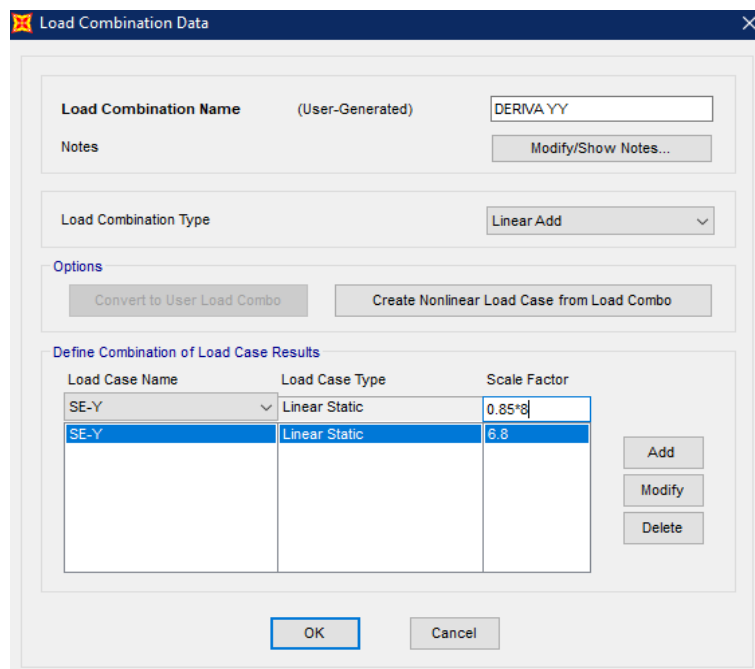 Load Combination Data
Load Combination Name (User-Generated) DERIVA YY
Notes Modify/Show Notes...
Load Combination Type Linear Add
Options
Convert to User Load Combo Create Nonlinear Load Case from Load Combo
Define Combination of Load Case Results
Load Case Name Load Case Type Scale Factor
SE-Y Linear Static 0.85*8
SE-Y Linear Static 6.8
Add
Modify
Delete
OK Cancel